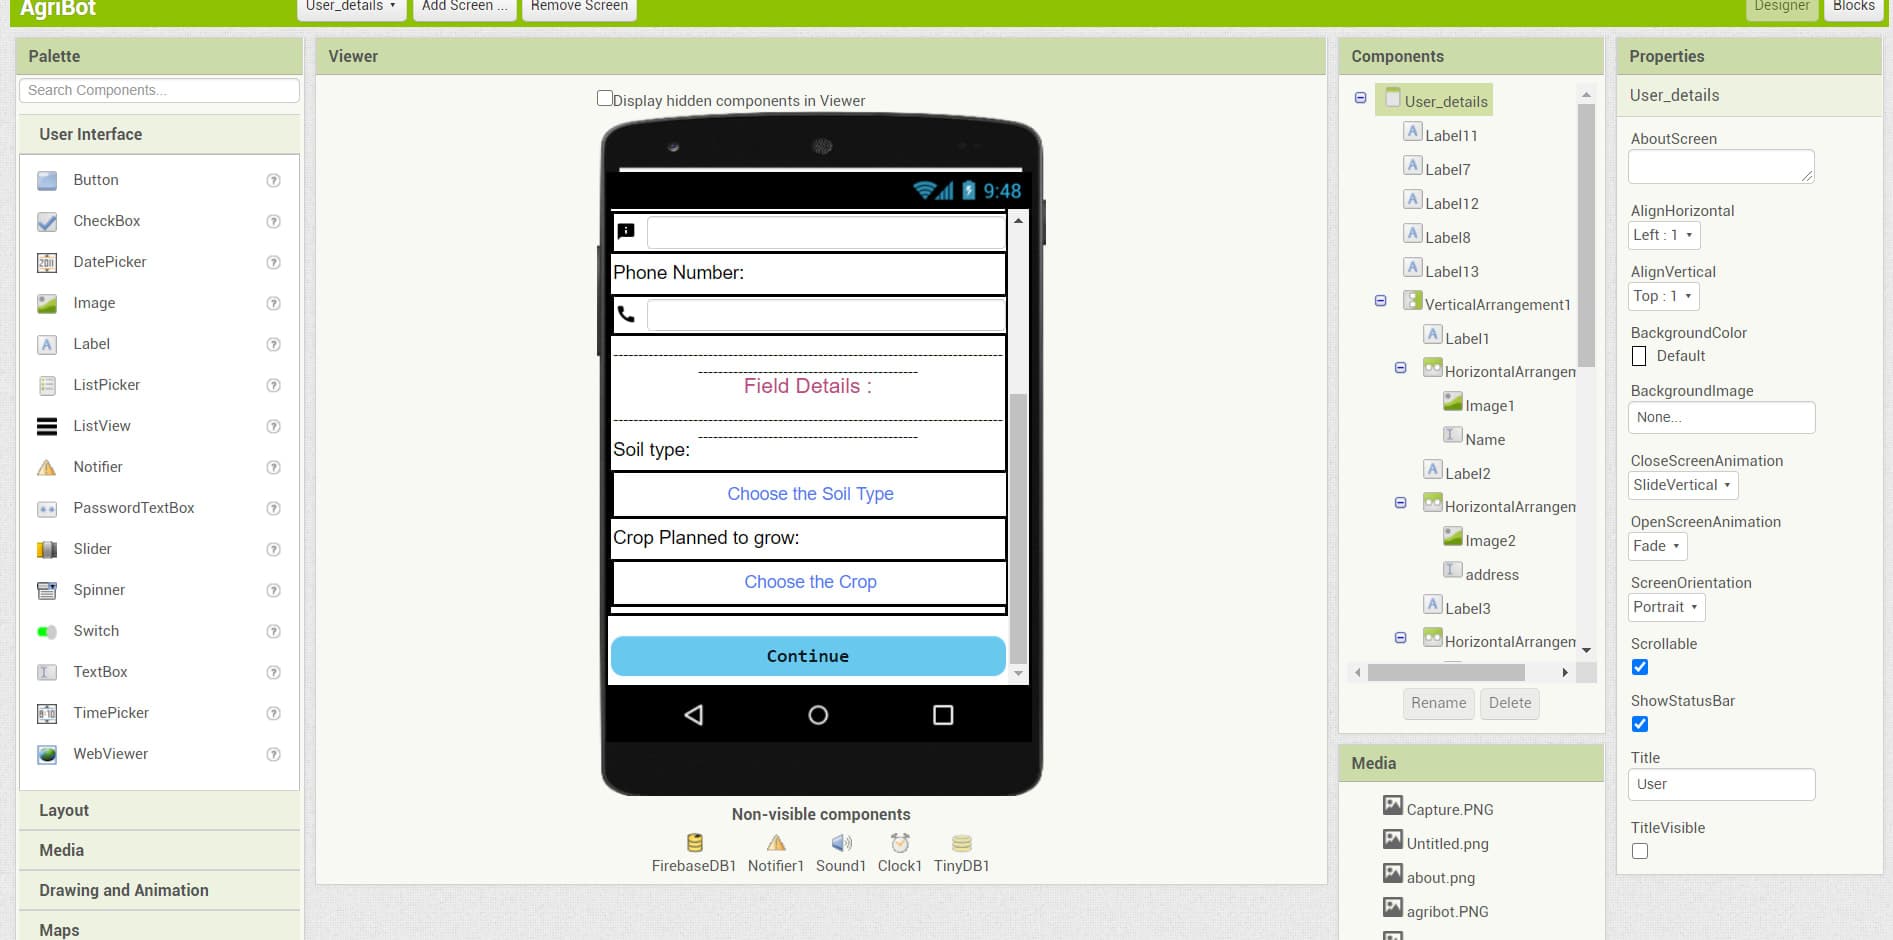 AgriBot
User_details
Add Screen ...
Remove Screen
Designer
Blocks
Palette
Search Components...
User Interface
Button
CheckBox
DatePicker
Image
Label
ListPicker
ListView
Notifier
PasswordTextBox
Slider
Spinner
Switch
TextBox
TimePicker
WebViewer
Layout
Media
Drawing and Animation
Maps
Viewer
Display hidden components in Viewer
9:48
Phone Number:
--------------------------------------------------------------------------------
---------------------------------------------
Field Details :
--------------------------------------------------------------------------------
---------------------------------------------
Soil type:
Choose the Soil Type
Crop Planned to grow:
Choose the Crop
Continue
Non-visible components
FirebaseDB1
Notifier1
Sound1
Clock1
TinyDB1
Components
User_details
Label11
Label7
Label12
Label8
Label13
VerticalArrangement1
Label1
HorizontalArrangem
Image1
Name
Label2
HorizontalArrangem
Image2
address
Label3
HorizontalArrangem
Rename
Delete
Media
Capture.PNG
Untitled.png
about.png
agribot.PNG
Properties
User_details
AboutScreen
AlignHorizontal
Left : 1
AlignVertical
Top : 1
BackgroundColor
Default
BackgroundImage
None...
CloseScreenAnimation
SlideVertical
OpenScreenAnimation
Fade
ScreenOrientation
Portrait
Scrollable
ShowStatusBar
Title
User
TitleVisible